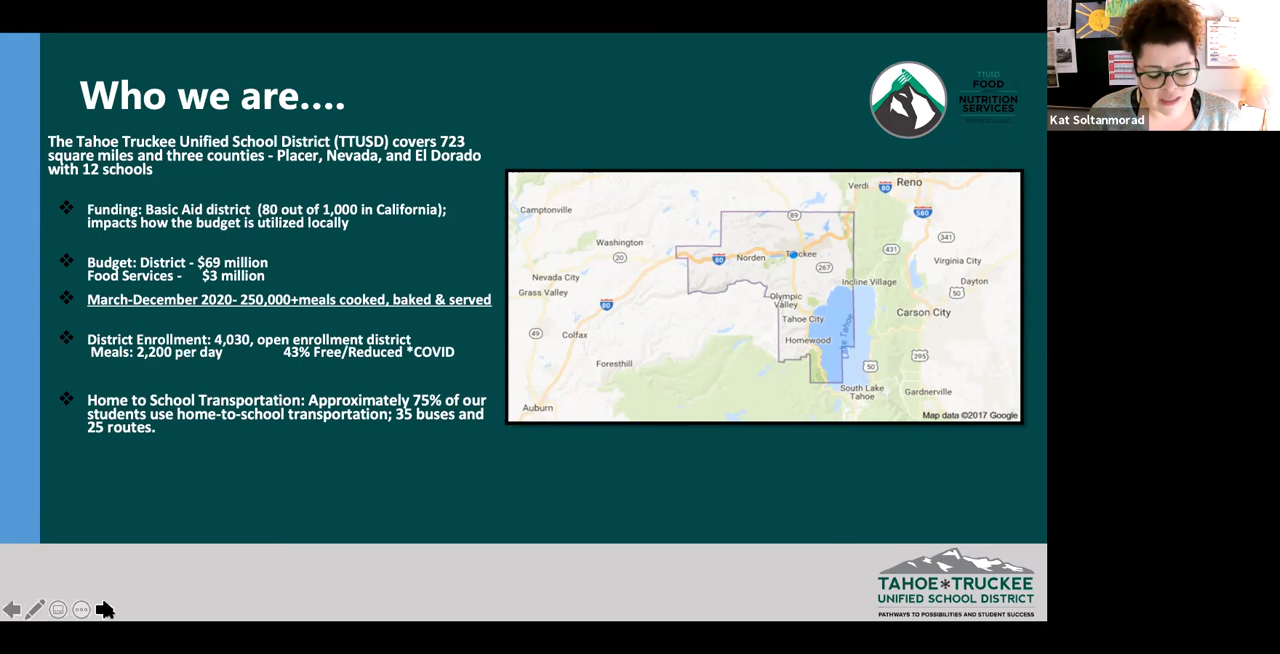 Who we are....
TTUSD
FOOD
NUTRITION
SERVICES
Kat Soltanmorad
The Tahoe Truckee Unified School District (TTUSD) covers 723
square miles and three counties - Placer, Nevada, and El Dorado
with 12 schools
Funding: Basic Aid district (80 out of 1,000 in California);
impacts how the budget is utilized locally
Budget: District - $69 million
Food Services - $3 million
March-December 2020- 250,000+meals cooked, baked & served
District Enrollment: 4,030, open enrollment district
Meals: 2,200 per day 43% Free/Reduced *COVID
Home to School Transportation: Approximately 75% of our
students use home-to-school transportation; 35 buses and
25 routes.
Verdi
80
Reno
Camptonville
89
580
Washington
20
80
Norden
Truckee
431
341
267
Virginia City
Nevada City
Grass Valley
Incline Village
Dayton
50
80
Olympic
Valley
Tahoe City
Carson City
49
Colfax
Homewood
Lake Tahoe
395
Foresthill
50
South Lake
Tahoe
Gardnerville
Auburn
Map data ©2017 Google
TAHOE*TRUCKEE
UNIFIED SCHOOL DISTRICT
PATHWAYS TO POSSIBILITIES AND STUDENT SUCCESS